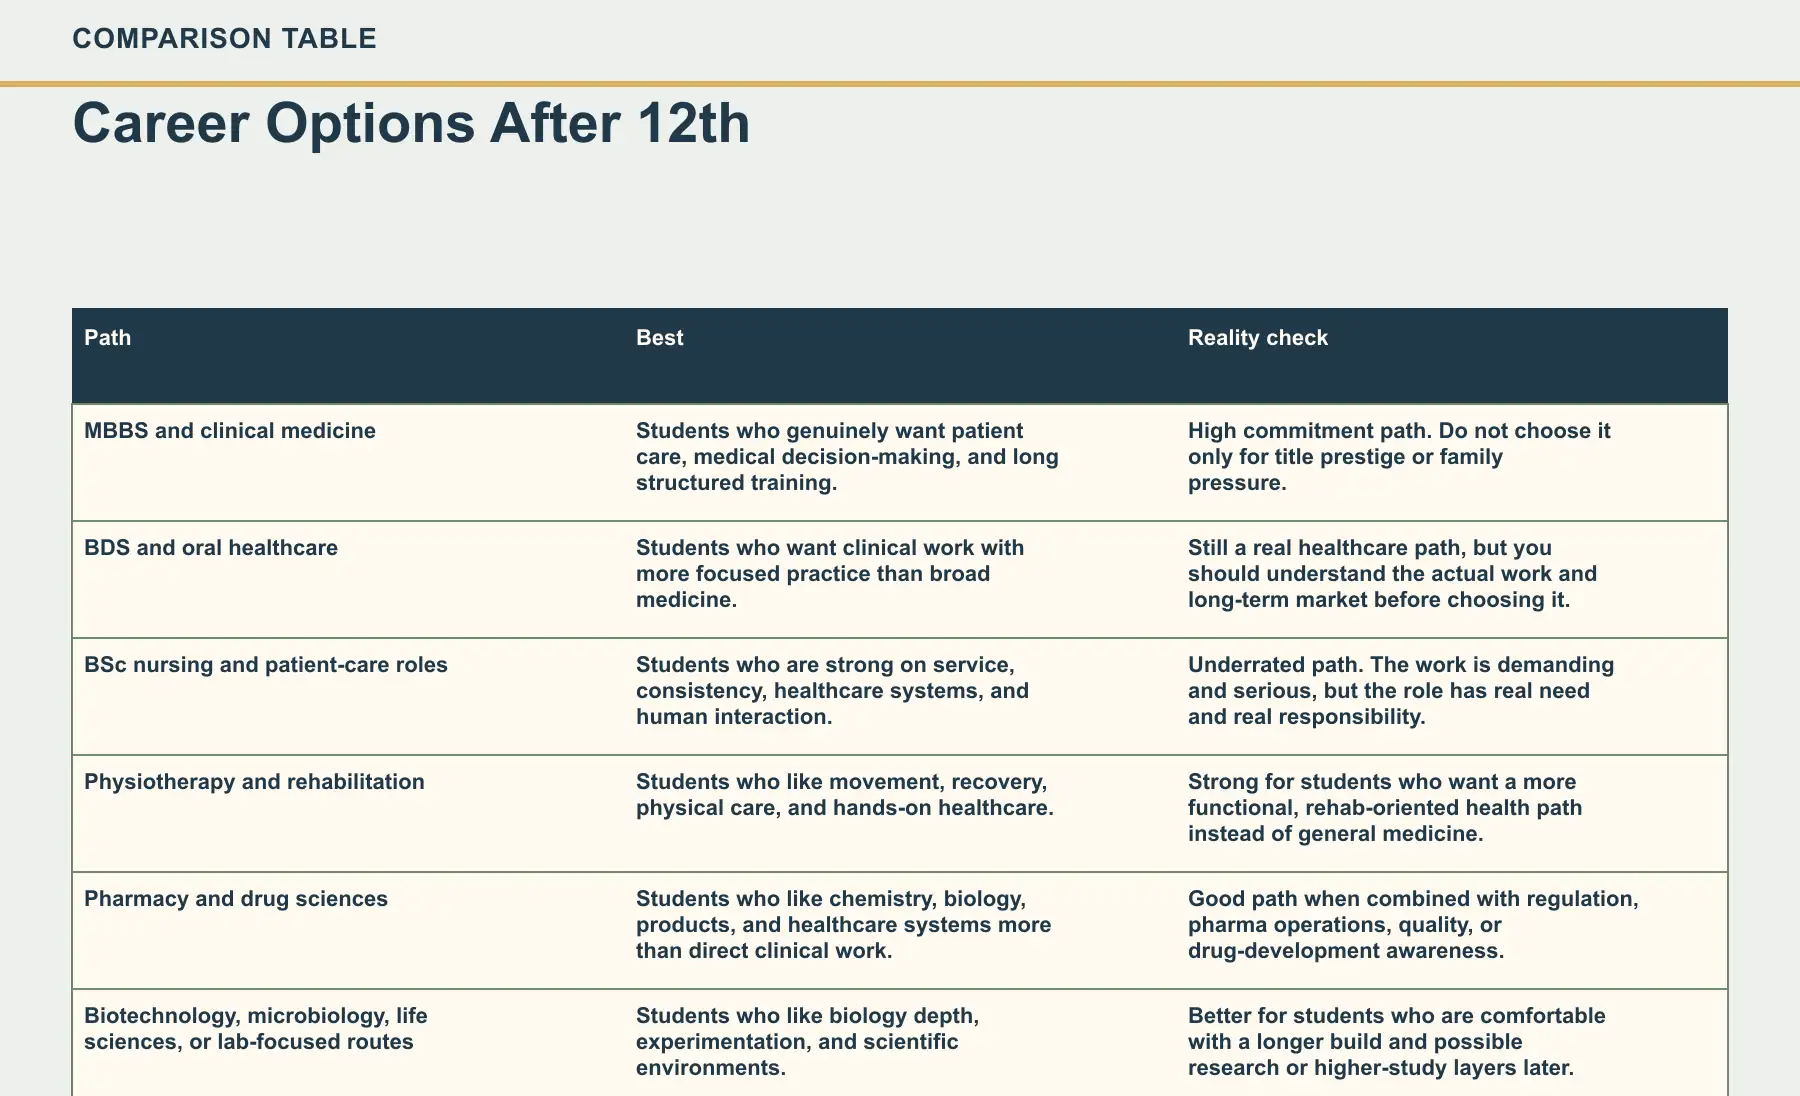 COMPARISON TABLE
Career Options After 12th
Path
Best
Reality check
MBBS and clinical medicine
Students who genuinely want patient
care, medical decision-making, and long
structured training.
High commitment path. Do not choose it
only for title prestige or family
pressure.
BDS and oral healthcare
Students who want clinical work with
more focused practice than broad
medicine.
Still a real healthcare path, but you
should understand the actual work and
long-term market before choosing it.
BSc nursing and patient-care roles
Students who are strong on service,
consistency, healthcare systems, and
human interaction.
Underrated path. The work is demanding
and serious, but the role has real need
and real responsibility.
Physiotherapy and rehabilitation
Students who like movement, recovery,
physical care, and hands-on healthcare.
Strong for students who want a more
functional, rehab-oriented health path
instead of general medicine.
Pharmacy and drug sciences
Students who like chemistry, biology,
products, and healthcare systems more
than direct clinical work.
Good path when combined with regulation,
pharma operations, quality, or
drug-development awareness.
Biotechnology, microbiology, life
sciences, or lab-focused routes
Students who like biology depth,
experimentation, and scientific
environments.
Better for students who are comfortable
with a longer build and possible
research or higher-study layers later.